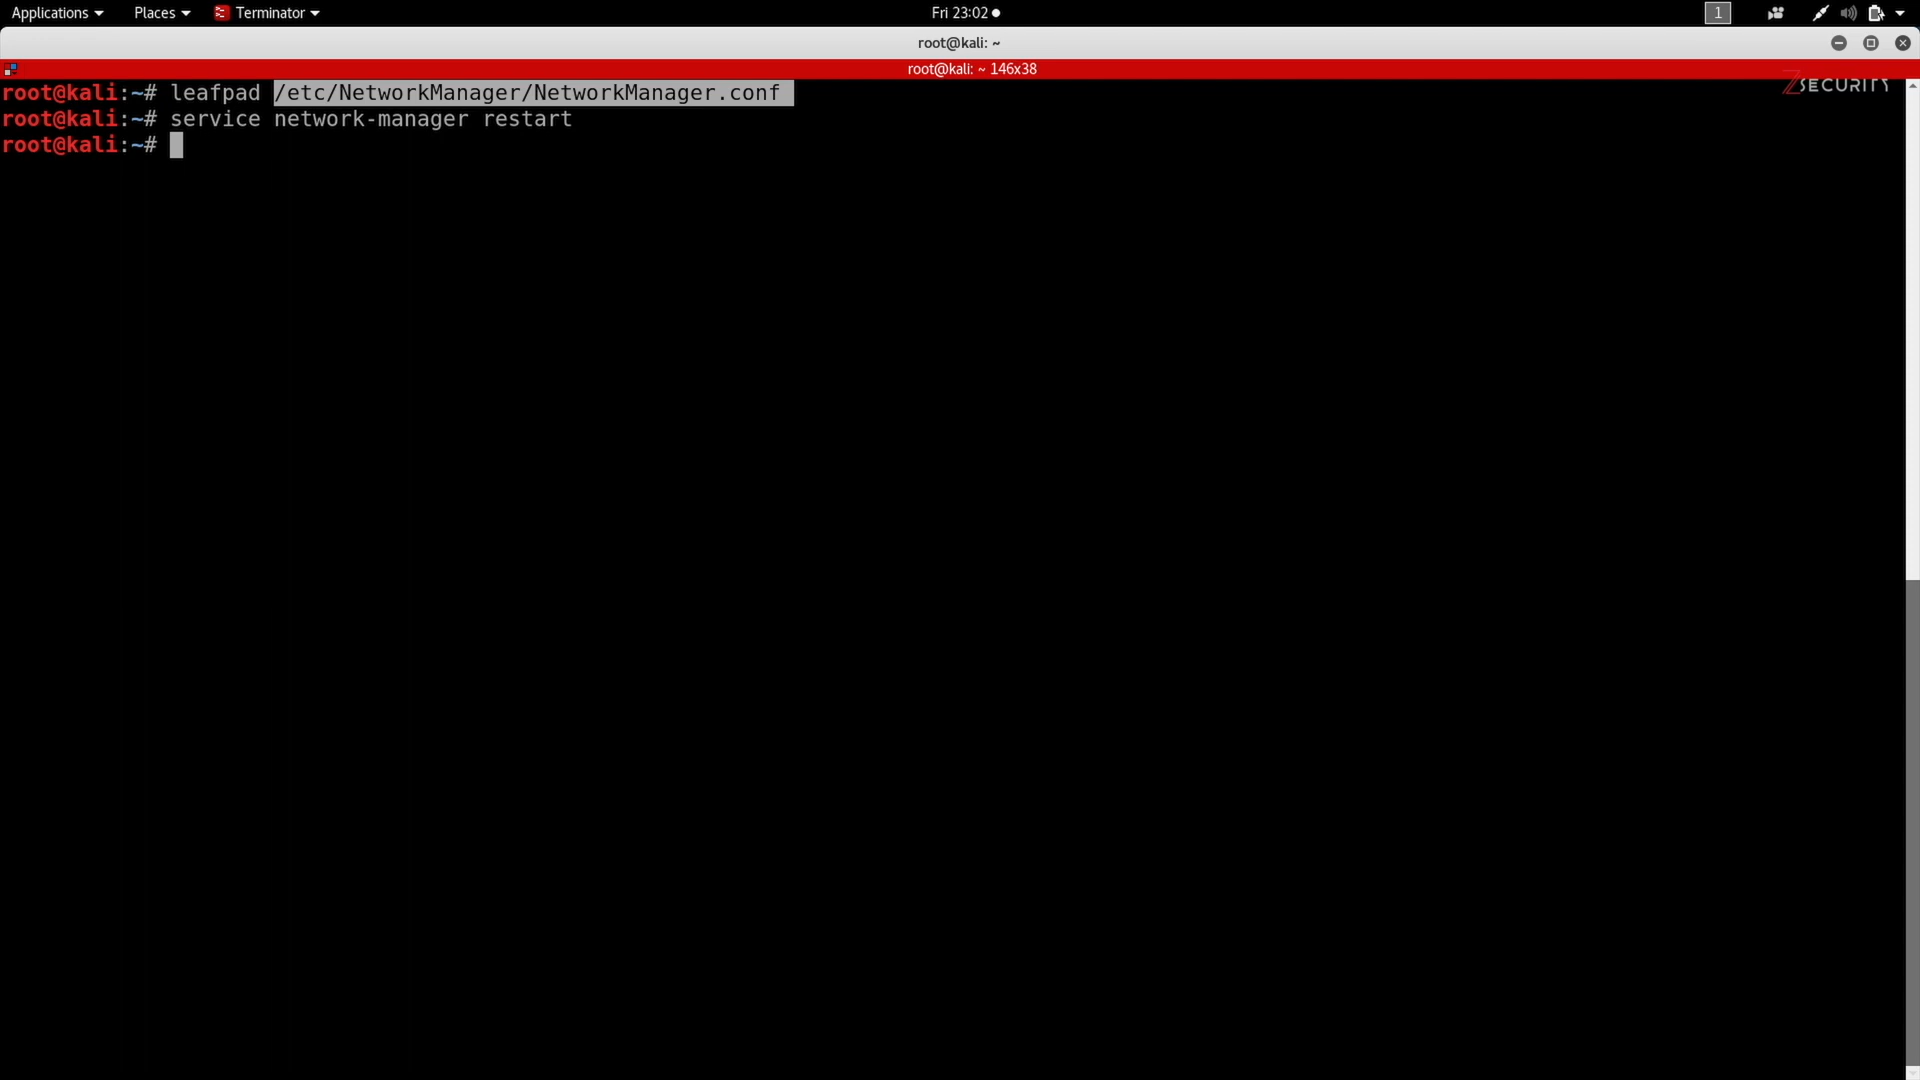 Applications Places Terminator Fri 23:02 1
root@kali: ~
root@kali: ~ 146x38
ZSECURITY
root@kali:~# leafpad /etc/NetworkManager/NetworkManager.conf
root@kali:~# service network-manager restart
root@kali:~#